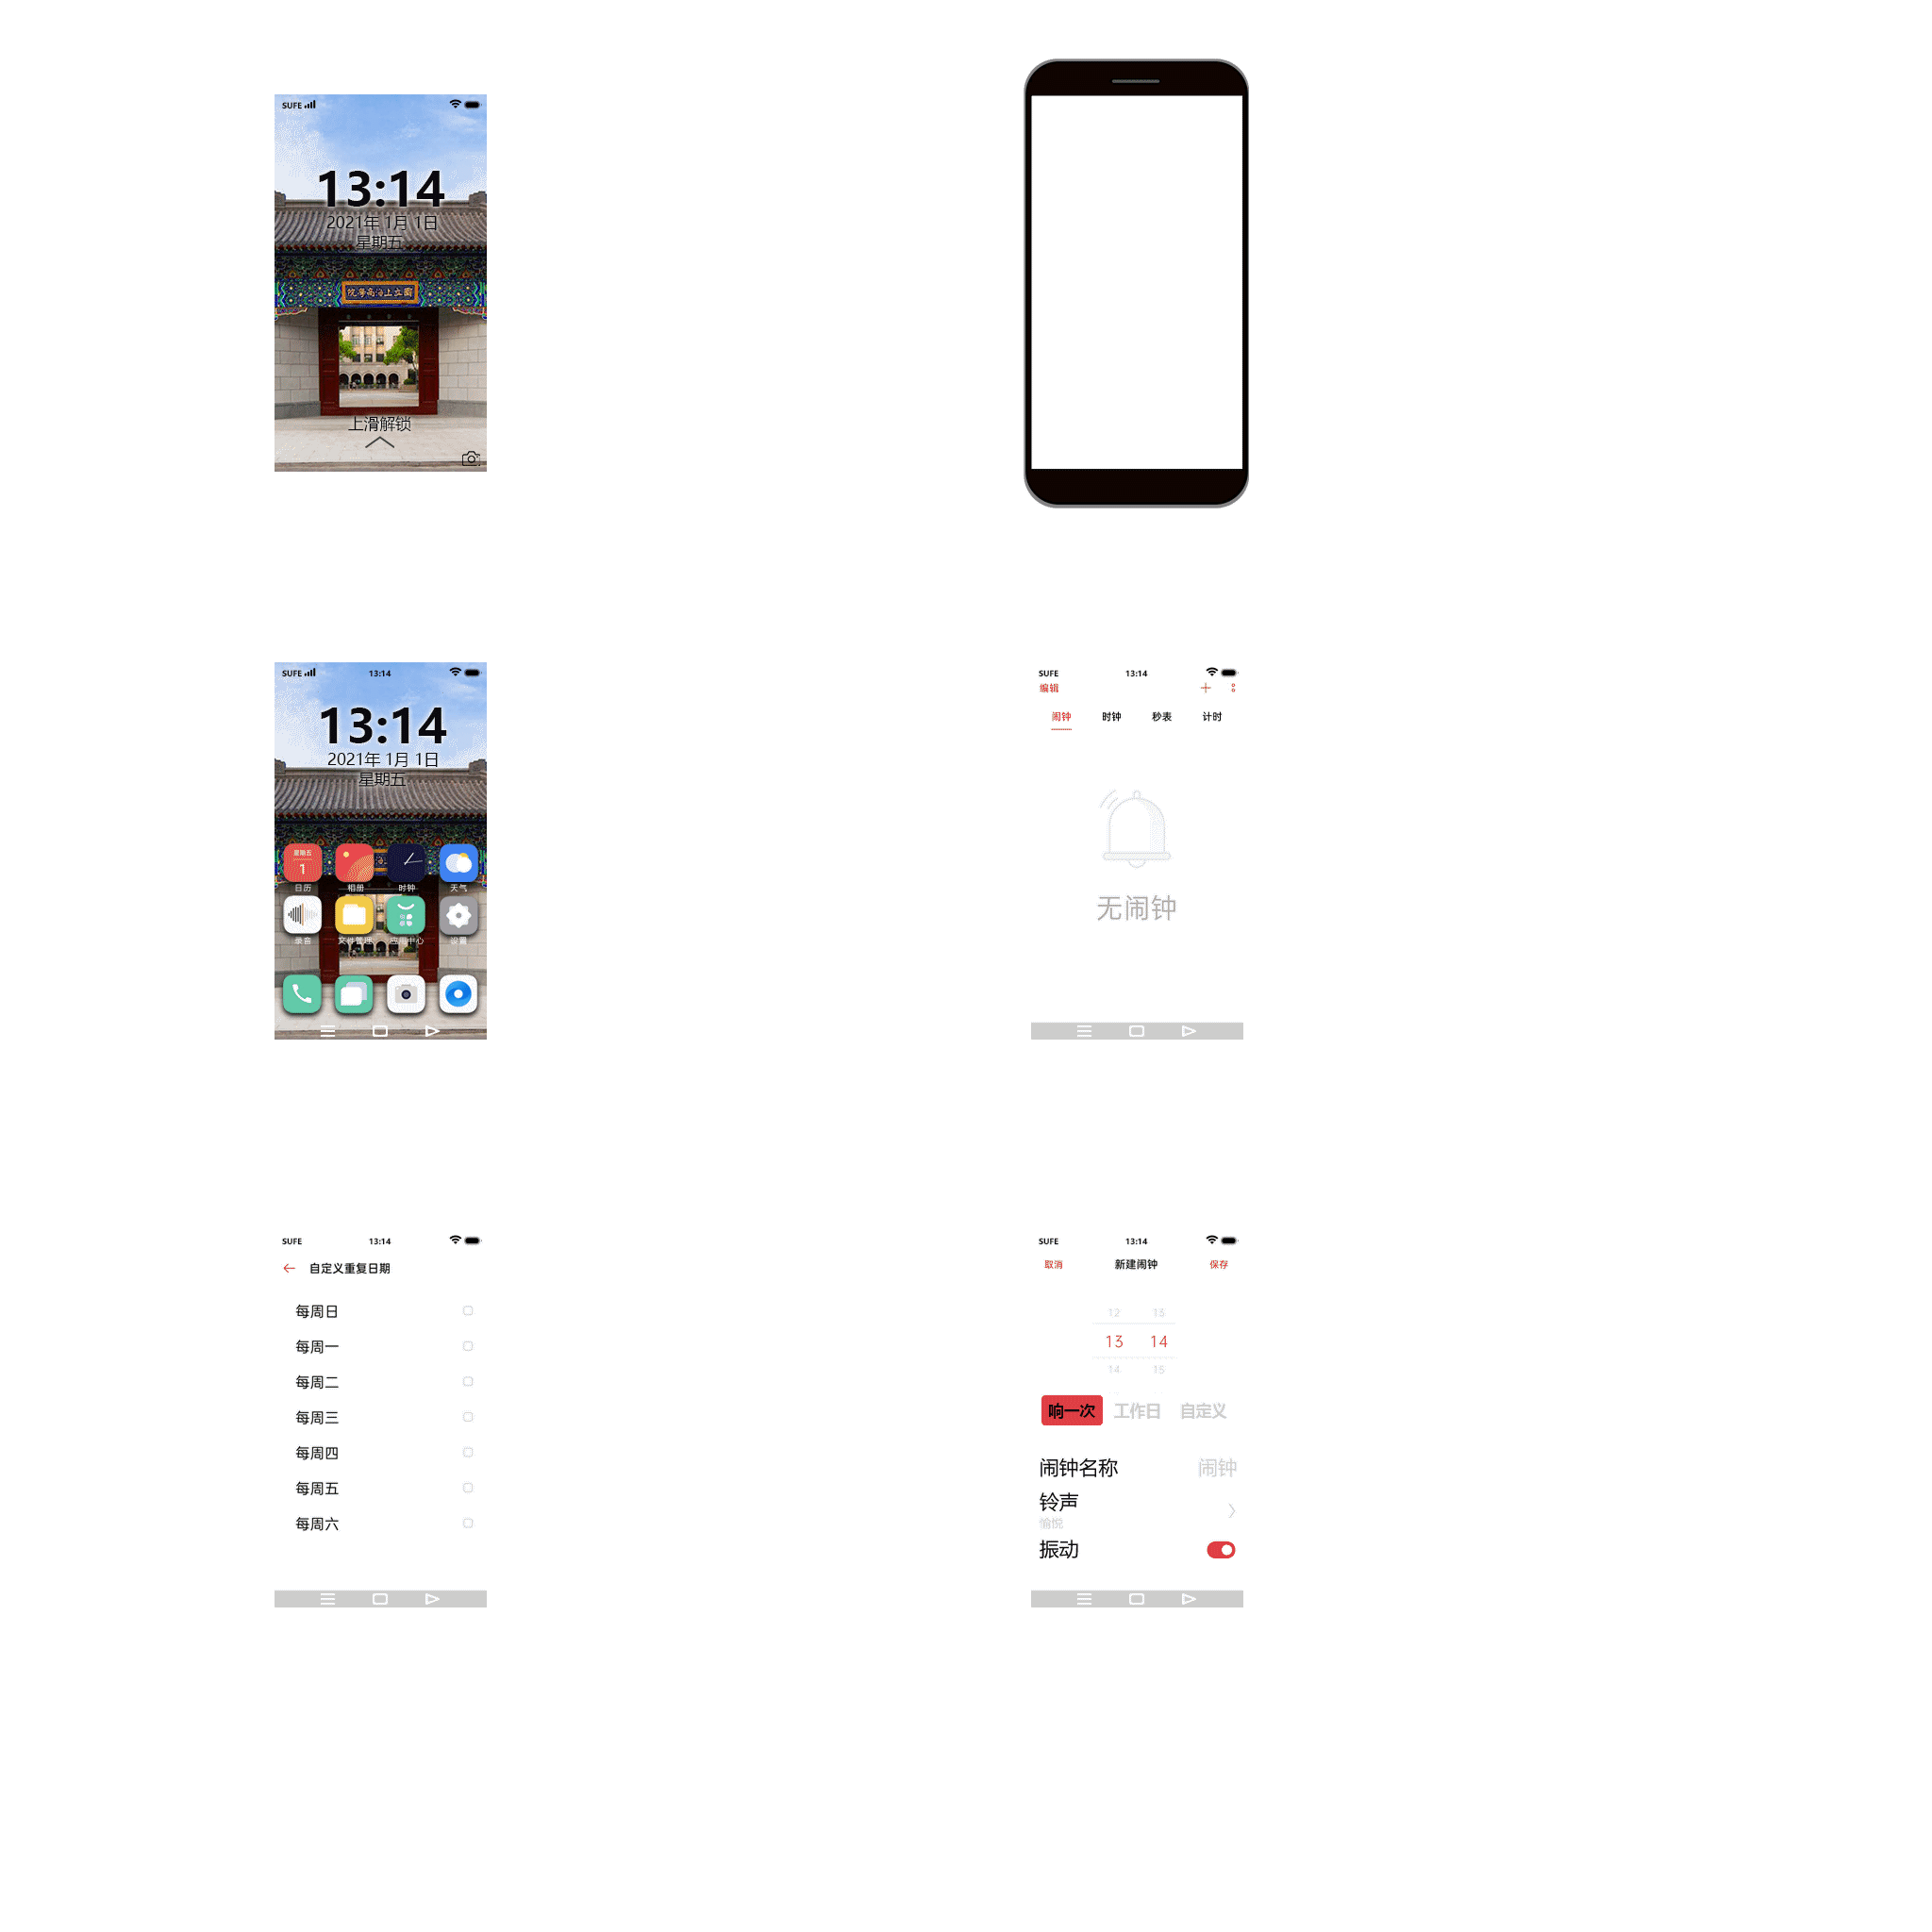 SUFE
13:14
2021年 1月 1日
星期五
院學高海上立國
上滑解锁
SUFE 13:14
13:14
2021年 1月 1日
星期五
星期五
1
日历 相册 时钟 天气
录音 文件管理 应用中心 设置
SUFE 13:14
编辑
闹钟 时钟 秒表 计时
无闹钟
SUFE 13:14
自定义重复日期
每周日
每周一
每周二
每周三
每周四
每周五
每周六
SUFE 13:14
取消 新建闹钟 保存
12 13
13 14
14 15
响一次 工作日 自定义
闹钟名称 闹钟
铃声
愉悦
振动